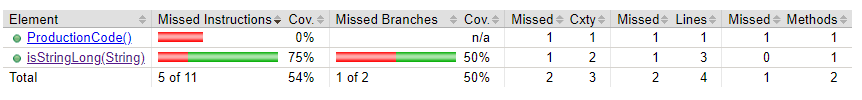 Element Missed Instructions Cov. Missed Branches Cov. Missed Cxty Missed Lines Missed Methods
ProductionCode() 0% n/a 1 1 1 1 1 1
isStringLong(String) 75% 50% 1 2 1 3 0 1
Total 5 of 11 54% 1 of 2 50% 2 3 2 4 1 2